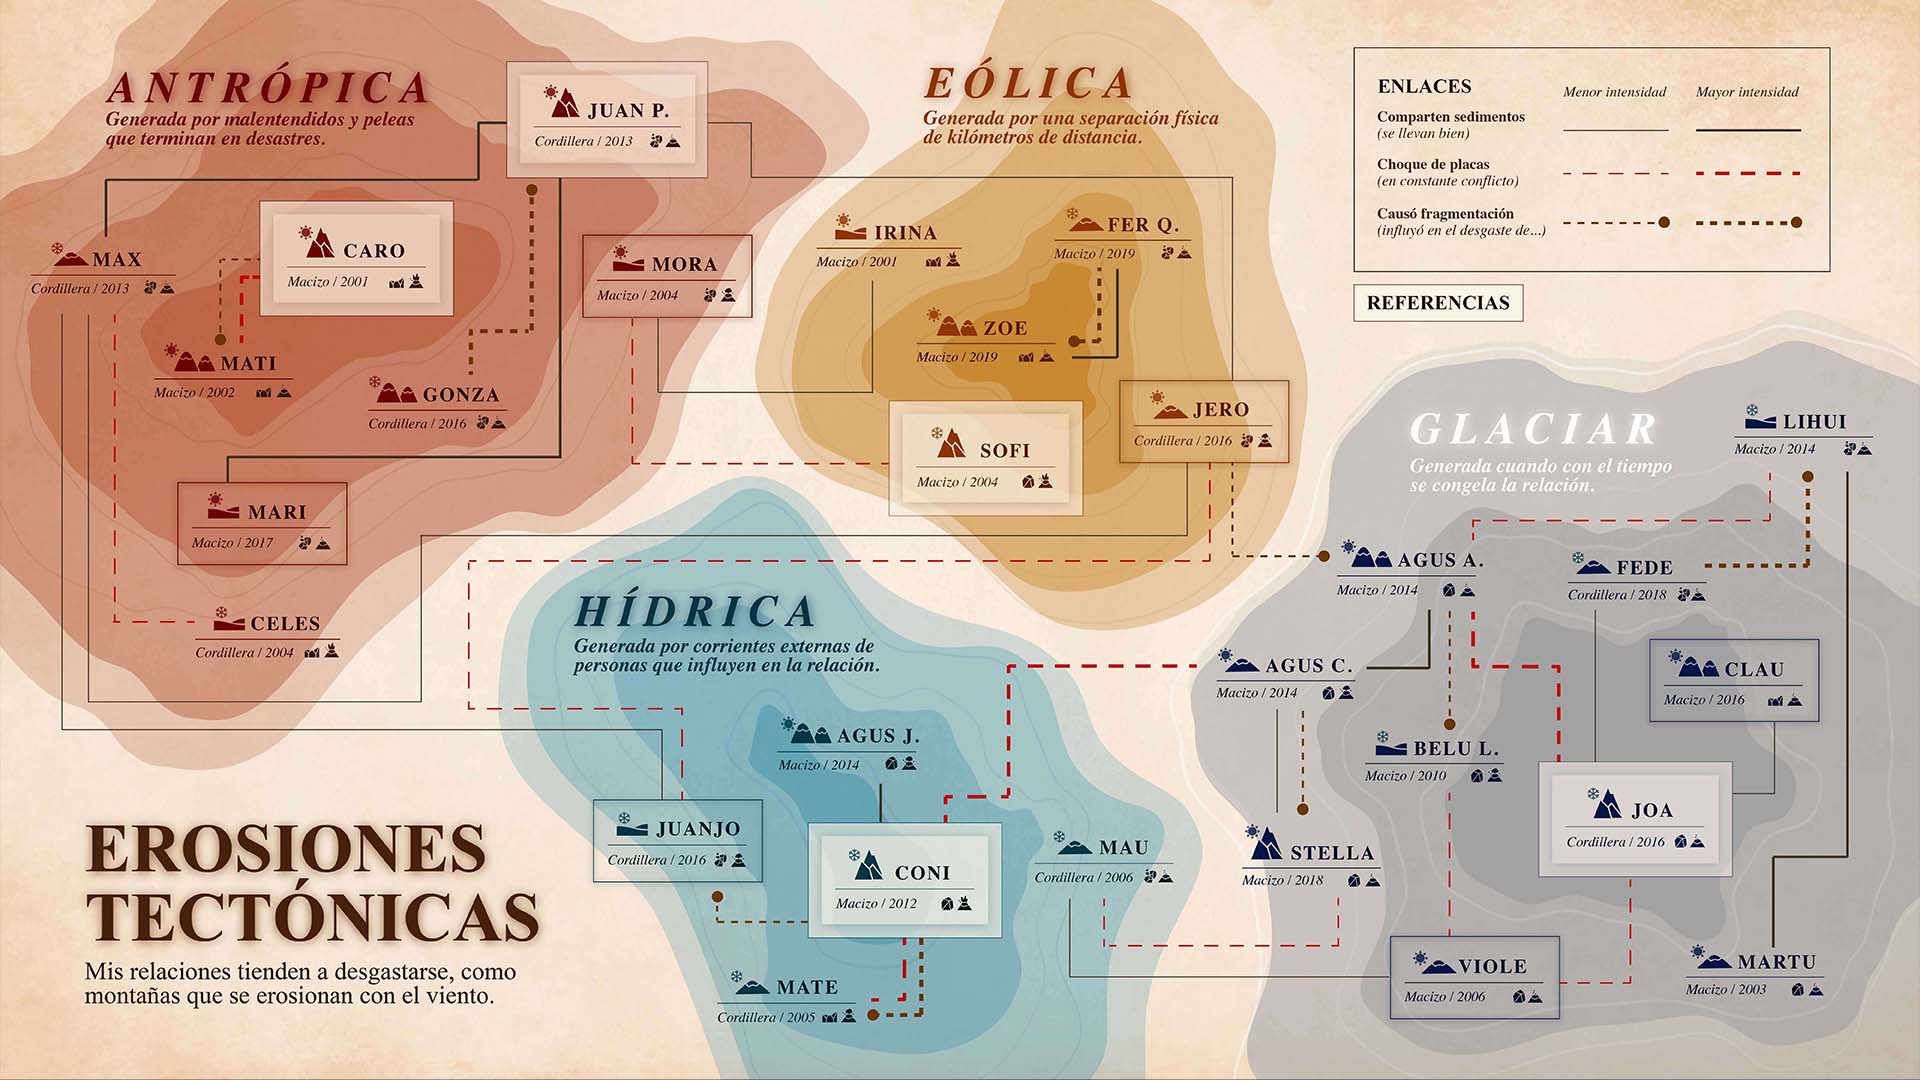 ANTRÓPICA
Generada por malentendidos y peleas
que terminan en desastres.
JUAN P.
Cordillera / 2013
MAX
Cordillera / 2013
CARO
Macizo / 2001
MORA
Macizo / 2004
MATI
Macizo / 2002
GONZA
Cordillera / 2016
MARI
Macizo / 2017
CELES
Cordillera / 2004
EÓLICA
Generada por una separación física
de kilómetros de distancia.
IRINA
Macizo / 2001
FER Q.
Macizo / 2019
ZOE
Macizo / 2019
JERO
Cordillera / 2016
SOFI
Macizo / 2004
ENLACES
Menor intensidad
Mayor intensidad
Comparten sedimentos
(se llevan bien)
Choque de placas
(en constante conflicto)
Causó fragmentación
(influyó en el desgaste de...)
REFERENCIAS
GLACIAR
Generada cuando con el tiempo
se congela la relación.
LIHUI
Macizo / 2014
AGUS A.
Macizo / 2014
FEDE
Cordillera / 2018
AGUS C.
Macizo / 2014
CLAU
Macizo / 2016
BELU L.
Macizo / 2010
JOA
Cordillera / 2016
STELLA
Macizo / 2018
VIOLE
Macizo / 2006
MARTU
Macizo / 2003
HÍDRICA
Generada por corrientes externas de
personas que influyen en la relación.
AGUS J.
Macizo / 2014
JUANJO
Cordillera / 2016
CONI
Macizo / 2012
MAU
Cordillera / 2006
MATE
Cordillera / 2005
EROSIONES
TECTÓNICAS
Mis relaciones tienden a desgastarse, como
montañas que se erosionan con el viento.